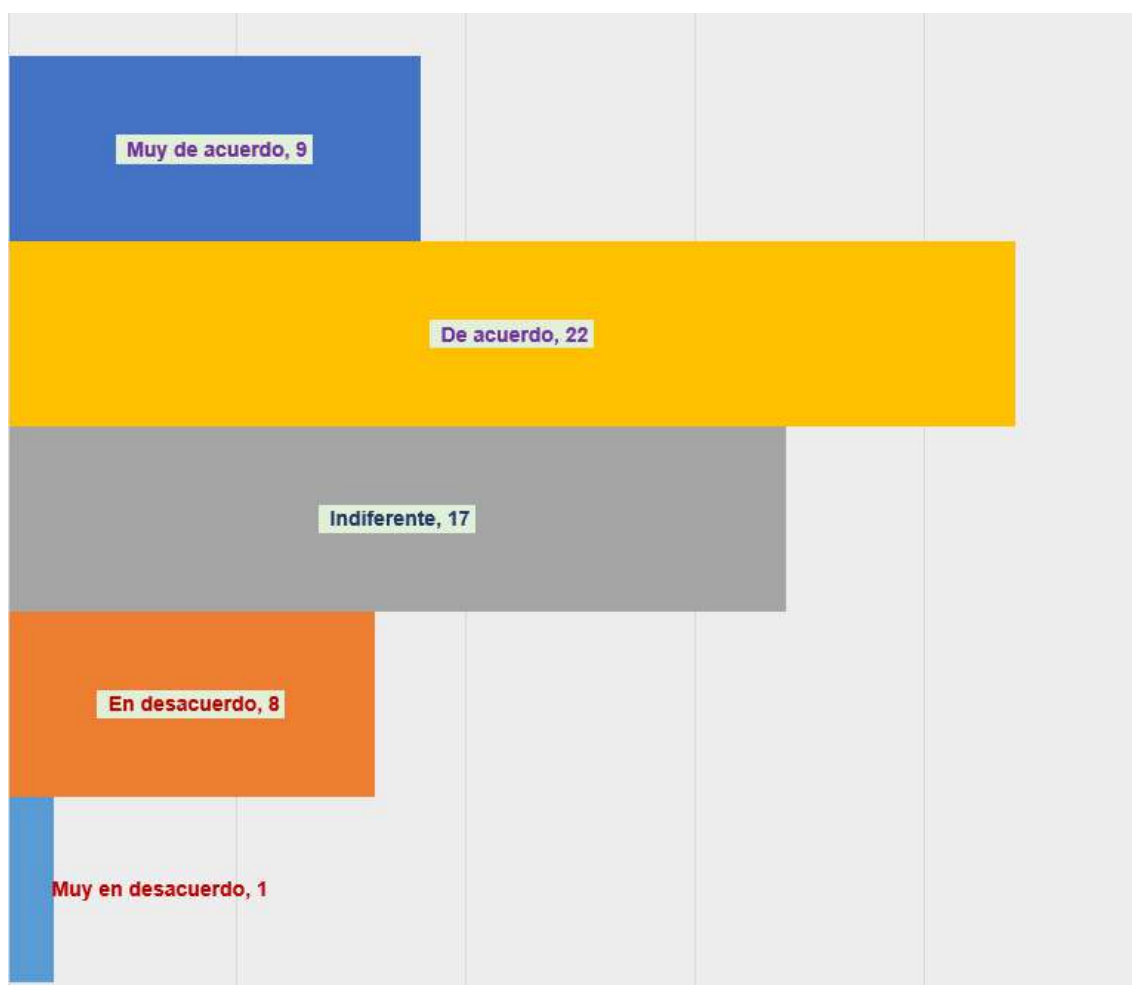 Muy de acuerdo, 9
De acuerdo, 22
Indiferente, 17
En desacuerdo, 8
Muy en desacuerdo, 1